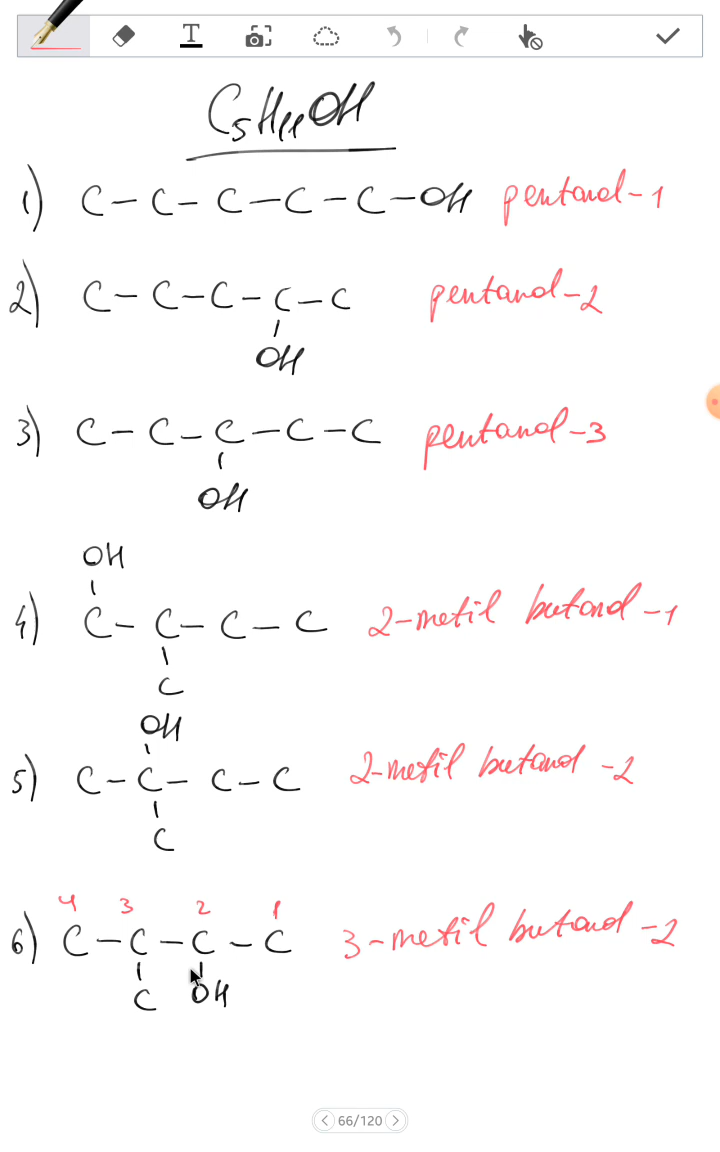 T
C₅H₁₁OH
1) C-C-C-C-C-OH pentanol-1
2) C-C-C-C-C pentanol-2
OH
3) C-C-C-C-C pentanol-3
OH
OH
4) C-C-C-C 2-metil butanol-1
C
OH
5) C-C-C-C 2-metil butanol-2
C
4 3 2 1
6) C-C-C-C 3-metil butanol-2
C OH
66/120